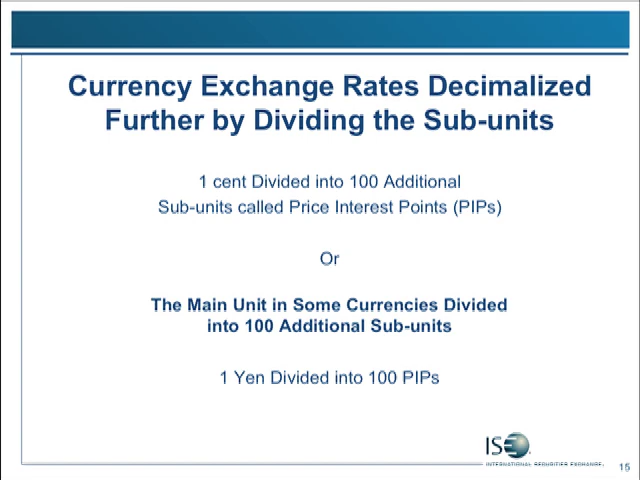 Currency Exchange Rates Decimalized
Further by Dividing the Sub-units
1 cent Divided into 100 Additional
Sub-units called Price Interest Points (PIPs)
Or
The Main Unit in Some Currencies Divided
into 100 Additional Sub-units
1 Yen Divided into 100 PIPs
ISE
INTERNATIONAL SECURITIES EXCHANGE.
15